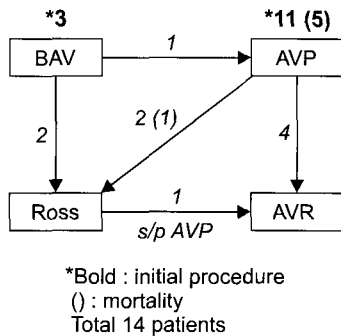 *3
*11 (5)
BAV
1
AVP
2
2 (1)
4
Ross
1
AVR
s/p AVP
*Bold : initial procedure
() : mortality
Total 14 patients